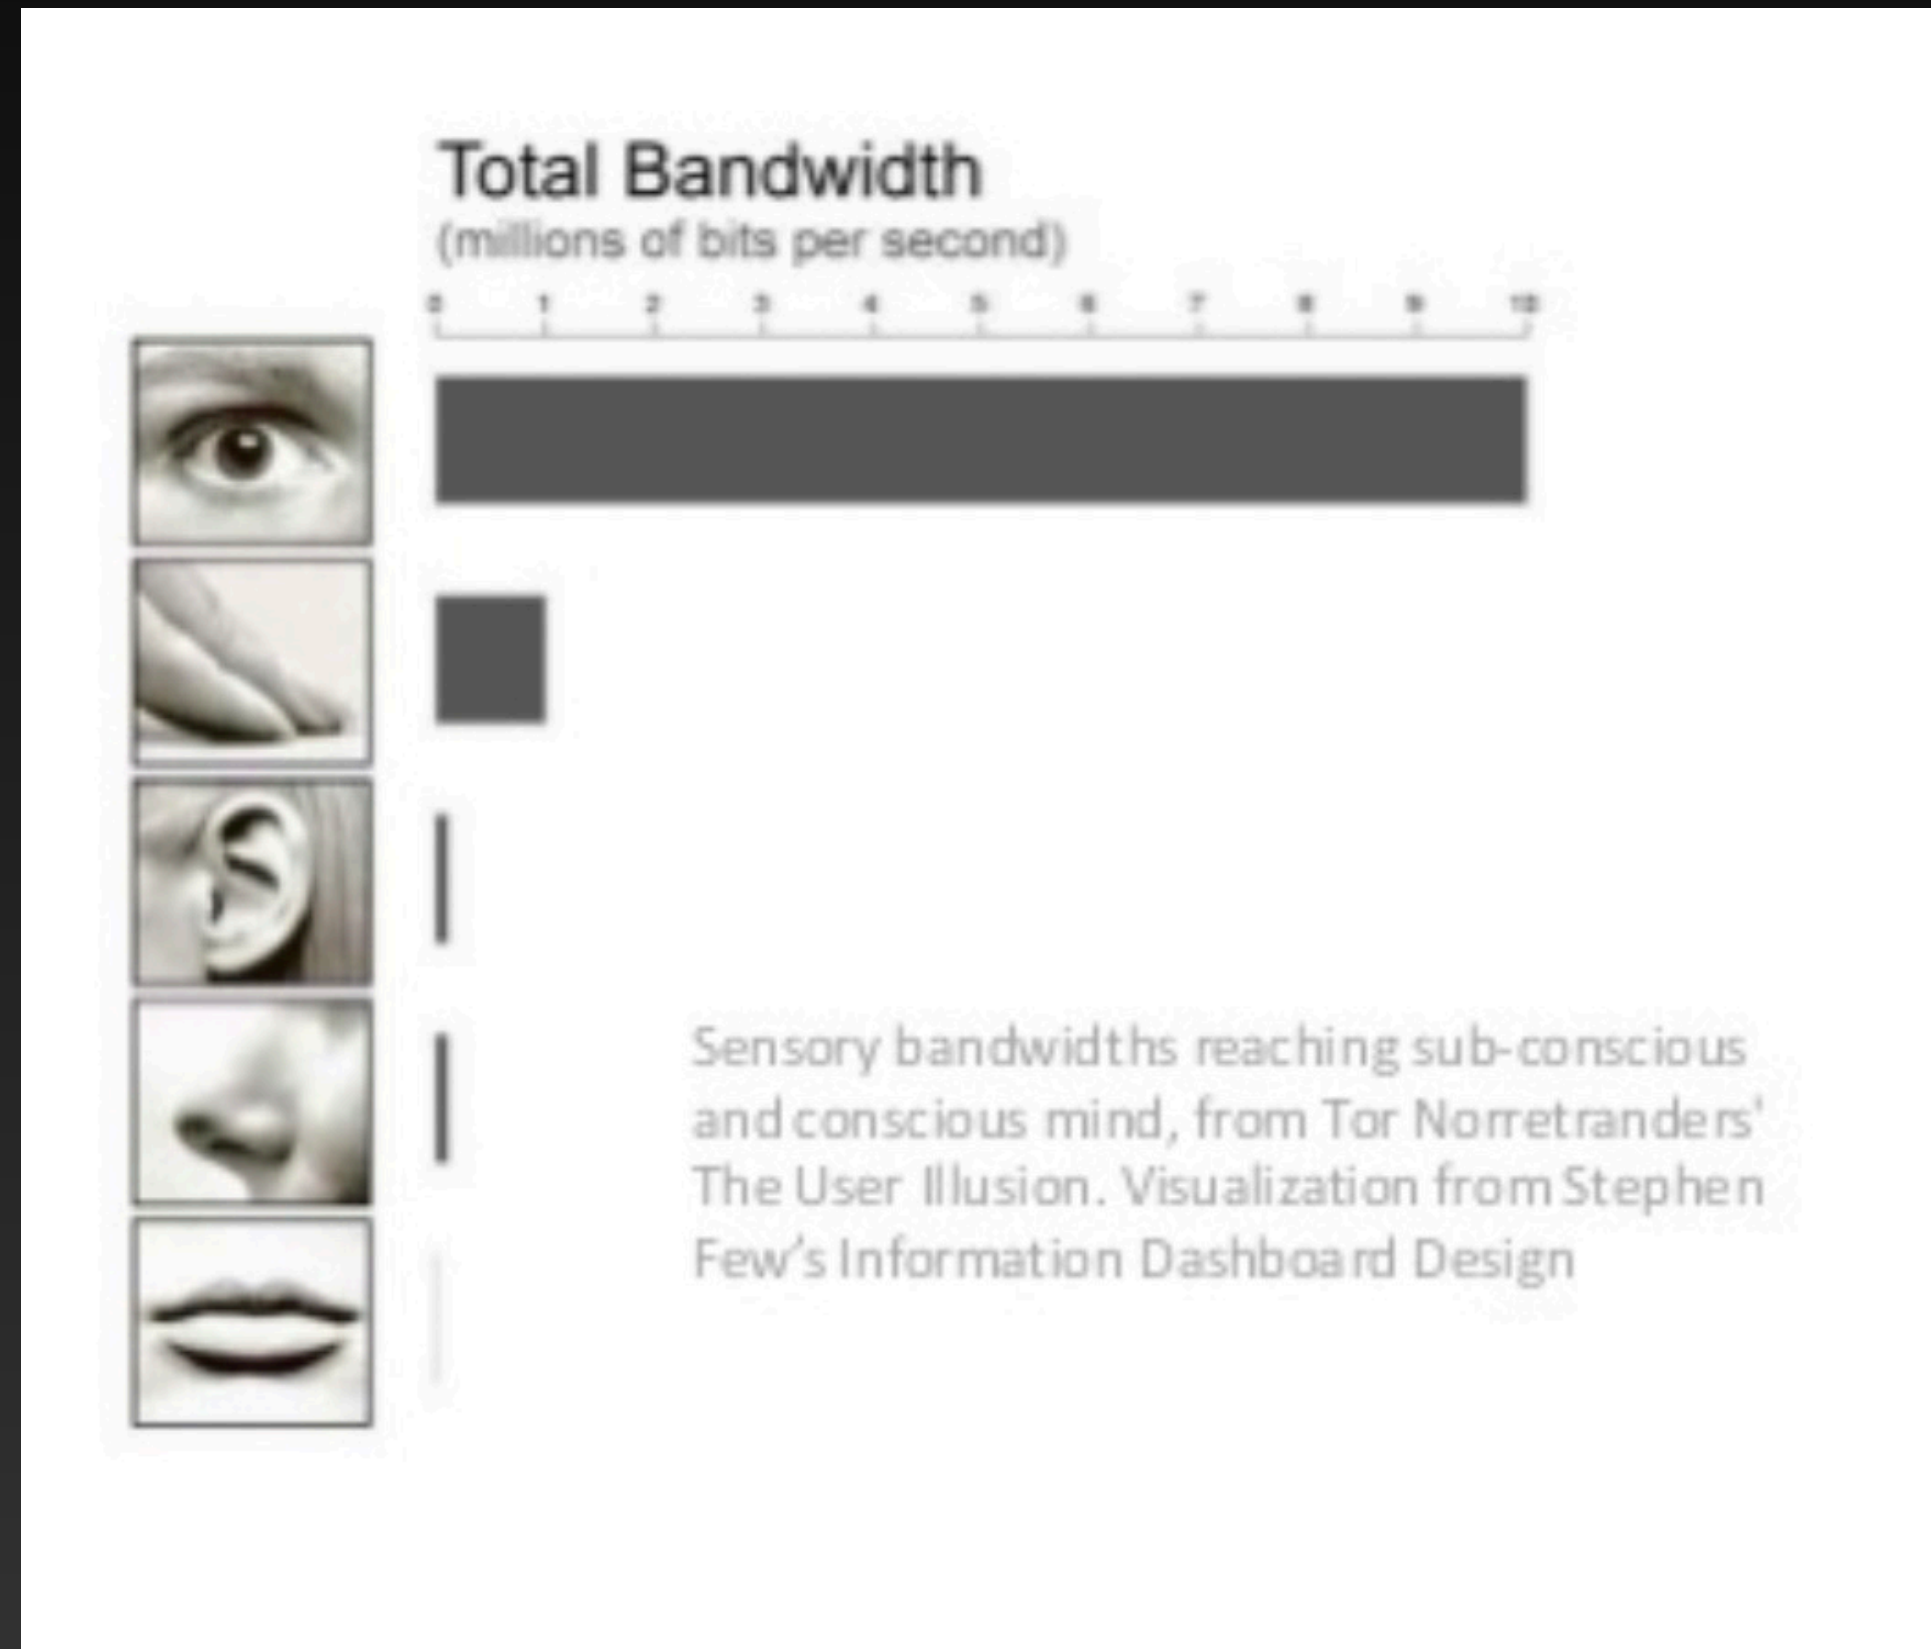 Total Bandwidth
(millions of bits per second)
0 1 2 3 4 5 6 7 8 9 10
Sensory bandwidths reaching sub-conscious
and conscious mind, from Tor Norretranders'
The User Illusion. Visualization from Stephen
Few’s Information Dashboard Design